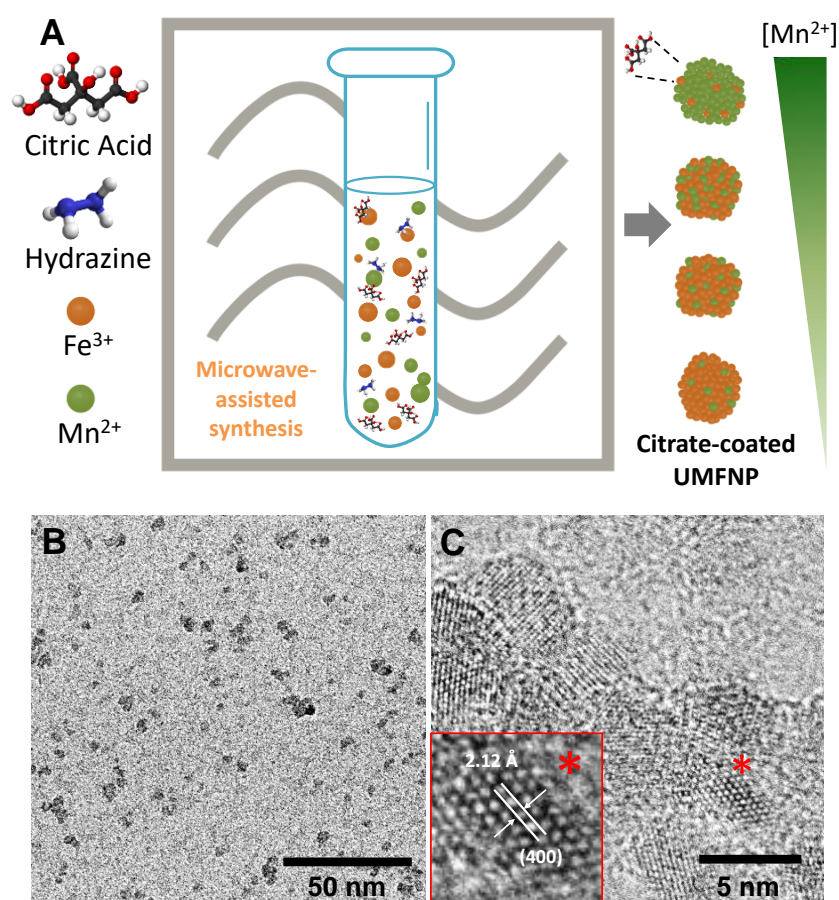 A
Citric Acid
Hydrazine
Fe³⁺
Mn²⁺
Microwave-
assisted
synthesis
[Mn²⁺]
Citrate-coated
UMFNP
B
50 nm
C
2.12 Å
*
(400)
*
5 nm